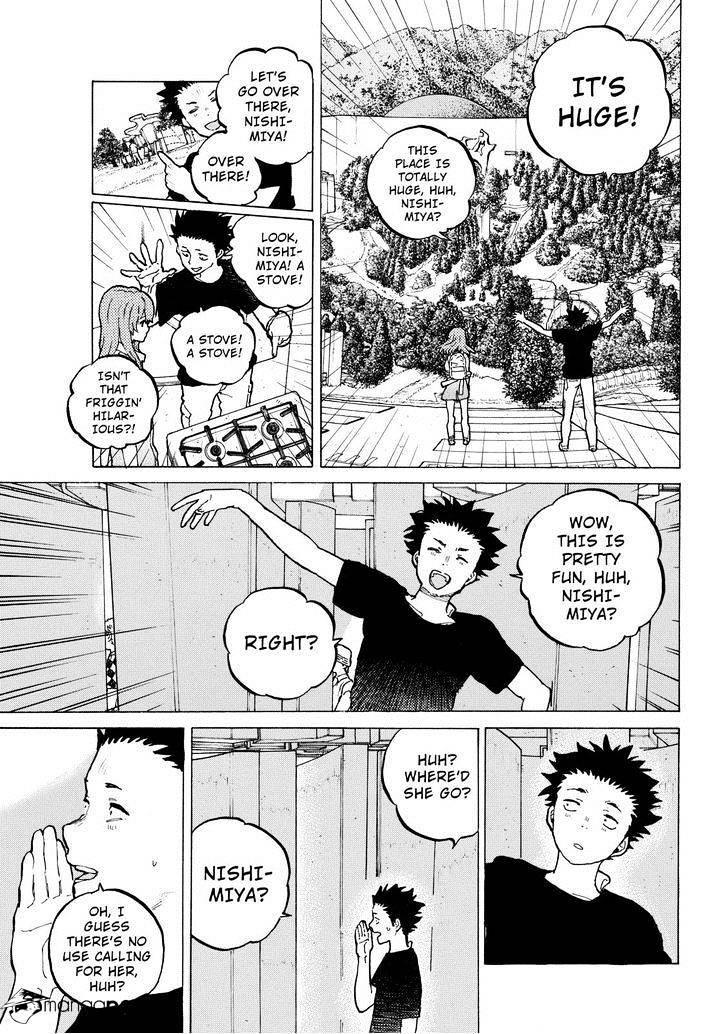 IT'S
HUGE!
THIS
PLACE IS
TOTALLY
HUGE, HUH,
NISHI-
MIYA?
LET'S
GO OVER
THERE,
NISHI-
MIYA!
OVER
THERE!
LOOK,
NISHI-
MIYA! A
STOVE!
A STOVE!
A STOVE!
ISN'T
THAT
FRIGGIN'
HILAR-
IOUS?!
WOW,
THIS IS
PRETTY
FUN, HUH,
NISHI-
MIYA?
RIGHT?
HUH?
WHERE'D
SHE GO?
NISHI-
MIYA?
OH, I
GUESS
THERE'S NO
USE CALLING
FOR HER,
HUH?